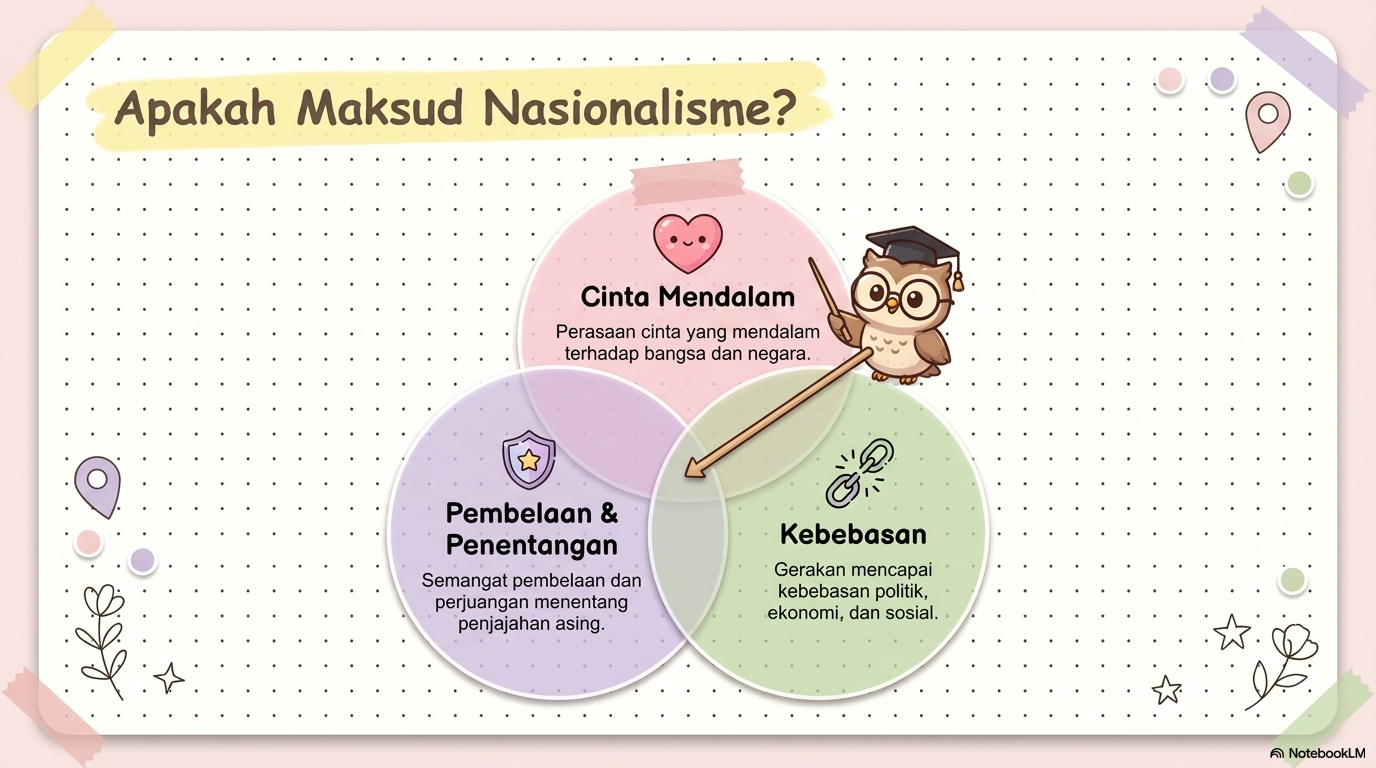 Apakah Maksud Nasionalisme?
Cinta Mendalam
Perasaan cinta yang mendalam
terhadap bangsa dan negara.
Pembelaan &
Penentangan
Semangat pembelaan dan
perjuangan menentang
penjajahan asing.
Kebebasan
Gerakan mencapai
kebebasan politik,
ekonomi, dan sosial.
NotebookLM